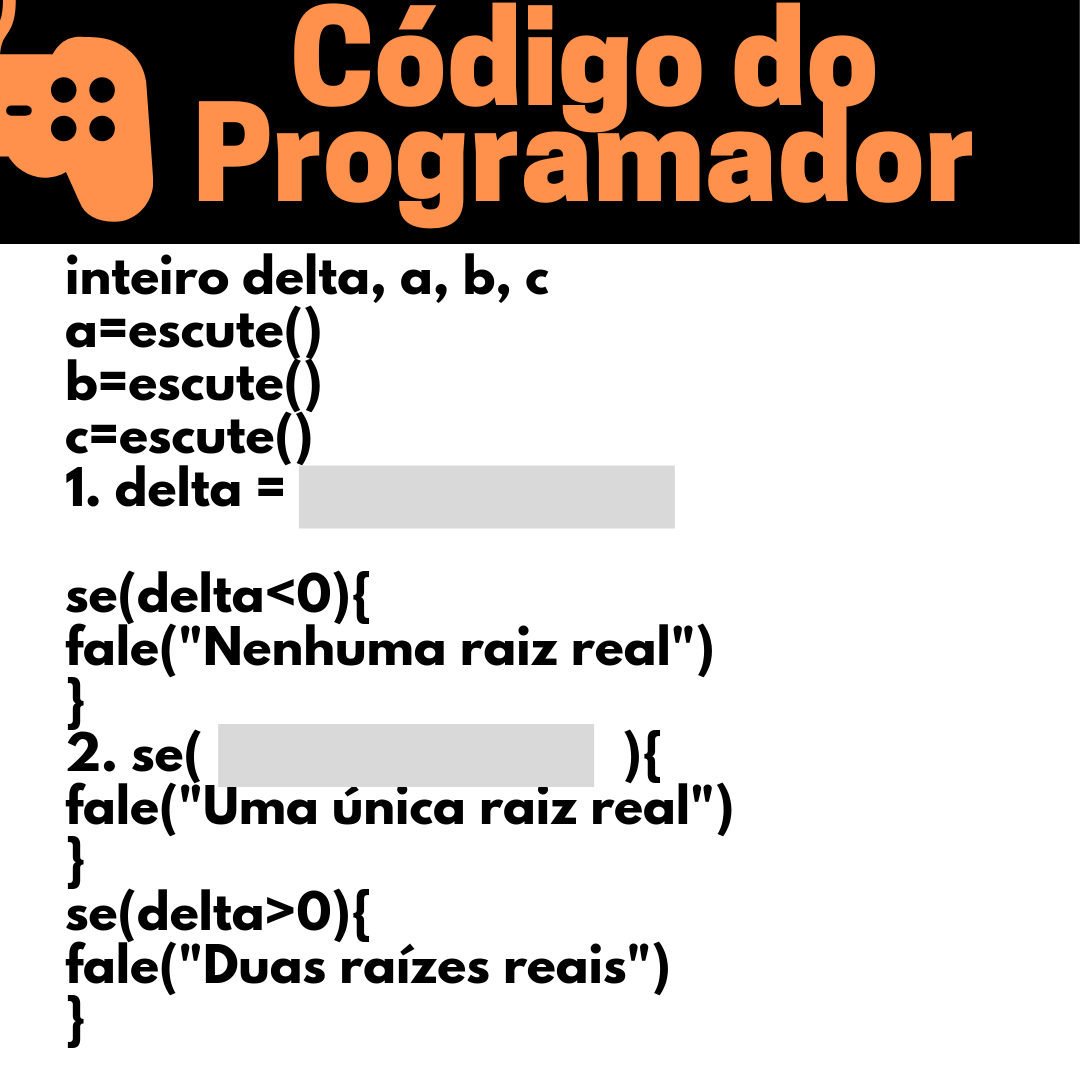 Código do
Programador
inteiro delta, a, b, c
a=escute()
b=escute()
c=escute()
1. delta =
se(delta<0){
fale("Nenhuma raiz real")
}
2. se( ){
fale("Uma única raiz real")
}
se(delta>0){
fale("Duas raízes reais")
}